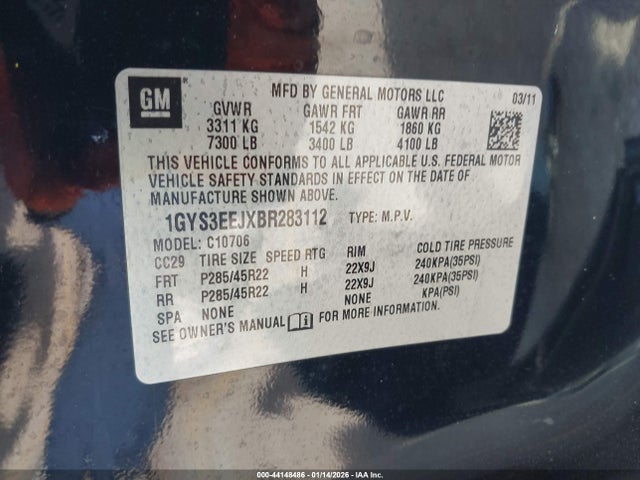 GM
MFD BY GENERAL MOTORS LLC
03/11
GVWR GAWR FRT GAWR RR
3311 KG 1542 KG 1860 KG
7300 LB 3400 LB 4100 LB
THIS VEHICLE CONFORMS TO ALL APPLICABLE U.S. FEDERAL MOTOR
VEHICLE SAFETY STANDARDS IN EFFECT ON THE DATE OF
MANUFACTURE SHOWN ABOVE.
1GYS3EEJXBR283112 TYPE: M.P.V.
MODEL: C10706
CC29 TIRE SIZE SPEED RTG RIM COLD TIRE PRESSURE
FRT P285/45R22 H 22X9J 240KPA(35PSI)
RR P285/45R22 H 22X9J 240KPA(35PSI)
SPA NONE NONE KPA(PSI)
SEE OWNER'S MANUAL FOR MORE INFORMATION.
000-44148486 - 01/14/2026 - IAAI.COM